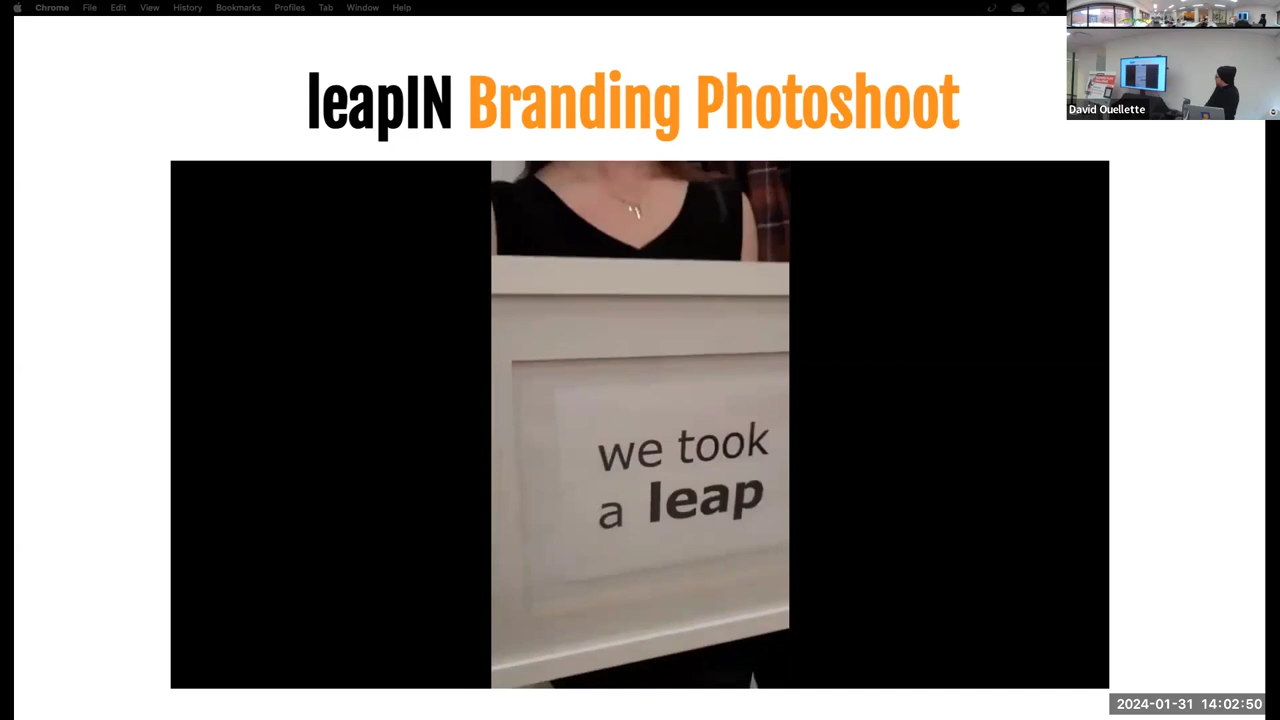 Chrome File Edit View History Bookmarks Profiles Tab Window Help
leapIN Branding Photoshoot
David Ouellette
we took
a leap
2024-01-31 14:02:50